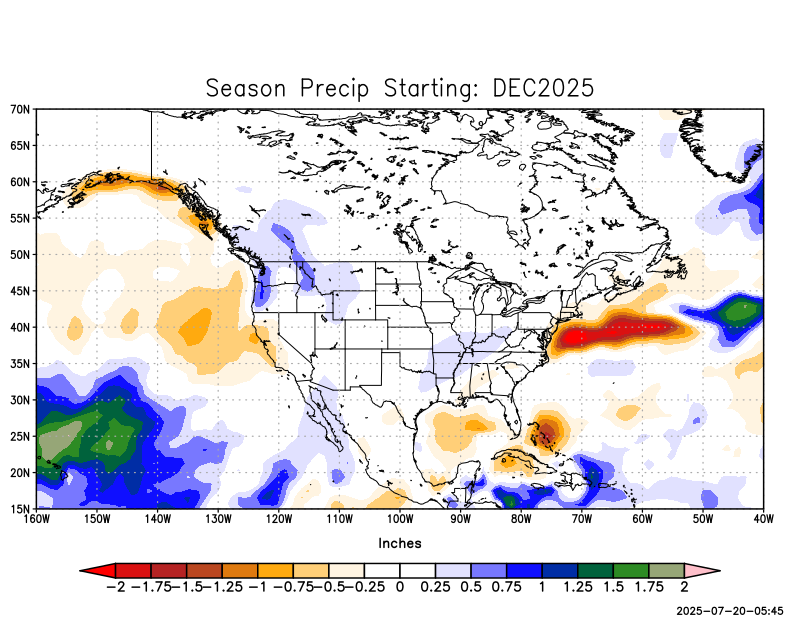 Season Precip Starting: DEC2025
70N
65N
60N
55N
50N
45N
40N
35N
30N
25N
20N
15N
160W 150W 140W 130W 120W 110W 100W 90W 80W 70W 60W 50W 40W
Inches
-2 -1.75 -1.5 -1.25 -1 -0.75 -0.5 -0.25 0 0.25 0.5 0.75 1 1.25 1.5 1.75 2
2025-07-20-05:45